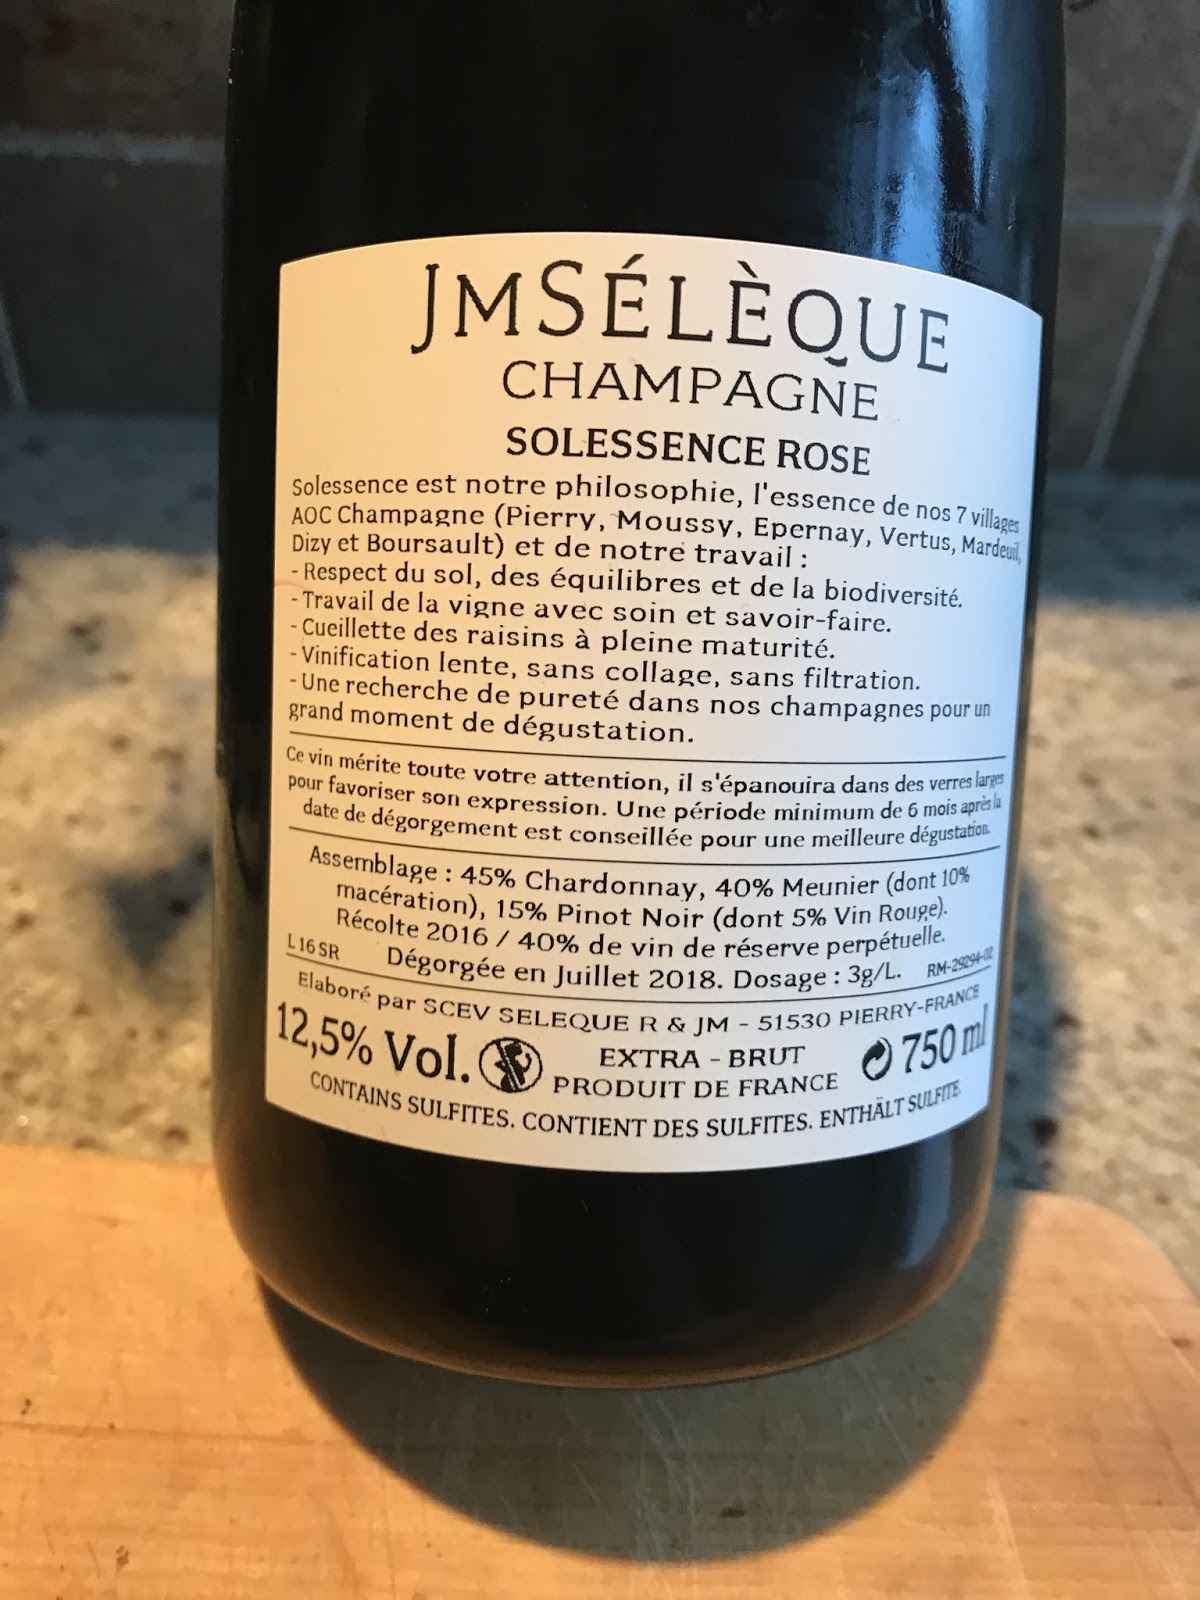 JMSÉLÈQUE
CHAMPAGNE
SOLESSENCE ROSE
Solessence est notre philosophie, l'essence de nos 7 villages
AOC Champagne (Pierry, Moussy, Epernay, Vertus, Mardeuil,
Dizy et Boursault) et de notre travail :
- Respect du sol, des équilibres et de la biodiversité.
- Travail de la vigne avec soin et savoir-faire.
- Cueillette des raisins à pleine maturité.
- Vinification lente, sans collage, sans filtration.
- Une recherche de pureté dans nos champagnes pour un
grand moment de dégustation.
Ce vin mérite toute votre attention, il s'épanouira dans des verres larges
pour favoriser son expression. Une période minimum de 6 mois après la
date de dégorgement est conseillée pour une meilleure dégustation.
Assemblage : 45% Chardonnay, 40% Meunier (dont 10%
macération), 15% Pinot Noir (dont 5% Vin Rouge).
Récolte 2016 / 40% de vin de réserve perpétuelle.
L16SR Dégorgée en Juillet 2018. Dosage : 3g/L. RM-29294-02
Elaboré par SCEV SELEQUE R & JM - 51530 PIERRY-FRANCE
12,5% Vol. EXTRA - BRUT 750 ml
PRODUIT DE FRANCE
CONTAINS SULFITES. CONTIENT DES SULFITES. ENTHÄLT SULFITE.